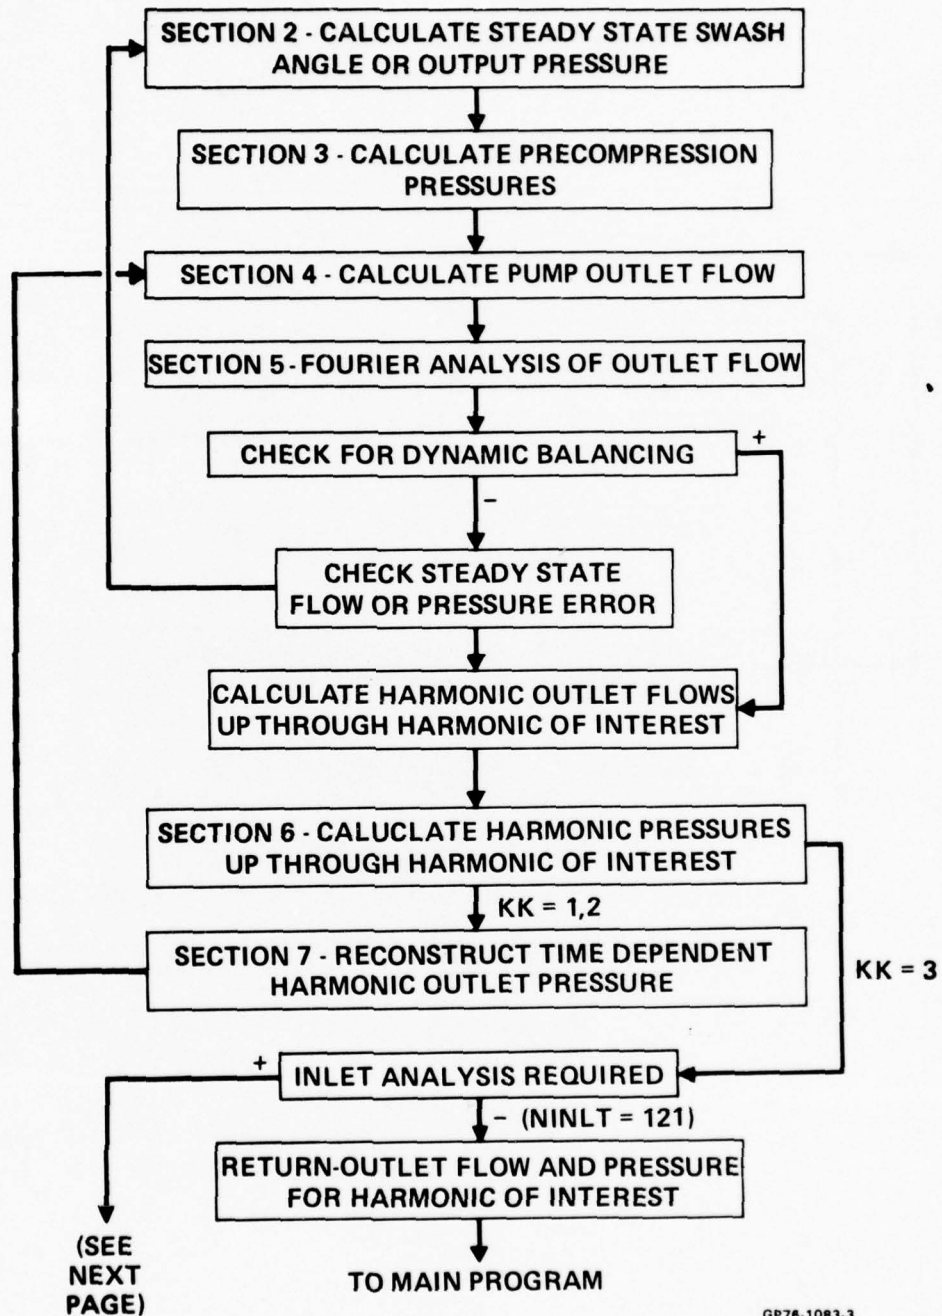 SECTION 2 - CALCULATE STEADY STATE SWASH
ANGLE OR OUTPUT PRESSURE
SECTION 3 - CALCULATE PRECOMPRESSION
PRESSURES
SECTION 4 - CALCULATE PUMP OUTLET FLOW
SECTION 5 - FOURIER ANALYSIS OF OUTLET FLOW
CHECK FOR DYNAMIC BALANCING
+
-
CHECK STEADY STATE
FLOW OR PRESSURE ERROR
CALCULATE HARMONIC OUTLET FLOWS
UP THROUGH HARMONIC OF INTEREST
SECTION 6 - CALUCLATE HARMONIC PRESSURES
UP THROUGH HARMONIC OF INTEREST
KK = 1,2
SECTION 7 - RECONSTRUCT TIME DEPENDENT
HARMONIC OUTLET PRESSURE
KK = 3
+
INLET ANALYSIS REQUIRED
- (NINLT = 121)
RETURN-OUTLET FLOW AND PRESSURE
FOR HARMONIC OF INTEREST
(SEE
NEXT
PAGE)
TO MAIN PROGRAM
GP76-1083-3